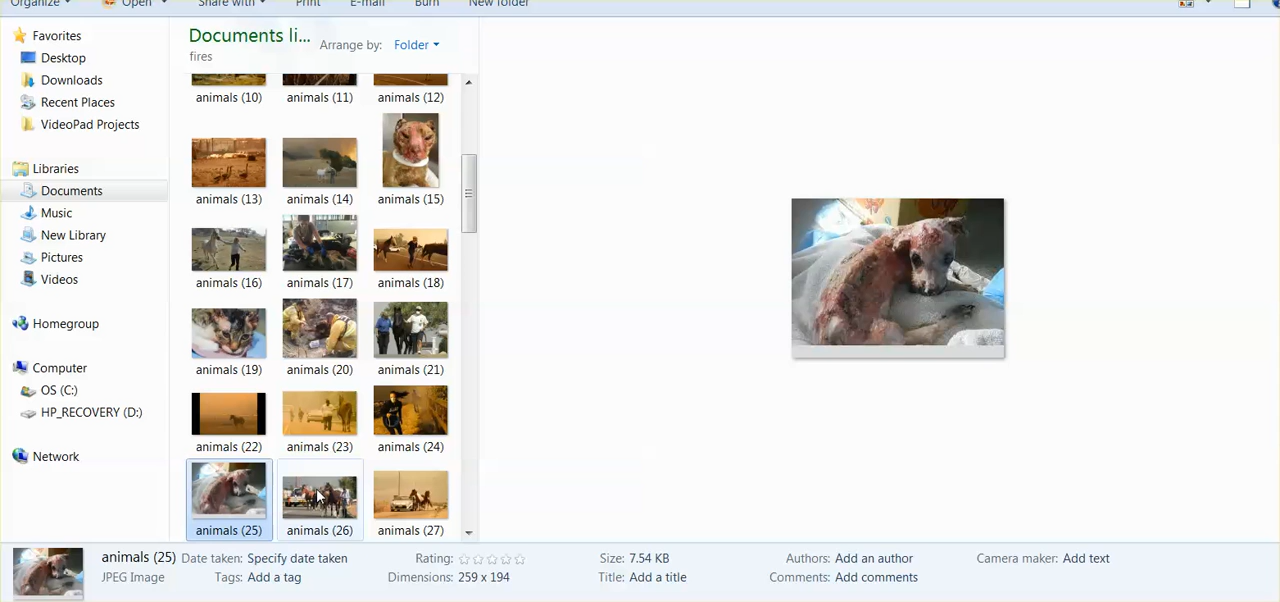 Organize Open Share with Print E-mail Burn New folder
Favorites
Desktop
Downloads
Recent Places
VideoPad Projects
Libraries
Documents
Music
New Library
Pictures
Videos
Homegroup
Computer
OS (C:)
HP_RECOVERY (D:)
Network
Documents li...
fires
Arrange by: Folder
animals (10) animals (11) animals (12)
animals (13) animals (14) animals (15)
animals (16) animals (17) animals (18)
animals (19) animals (20) animals (21)
animals (22) animals (23) animals (24)
animals (25) animals (26) animals (27)
animals (25) Date taken: Specify date taken Rating: Size: 7.54 KB Authors: Add an author Camera maker: Add text
JPEG Image Tags: Add a tag Dimensions: 259 x 194 Title: Add a title Comments: Add comments